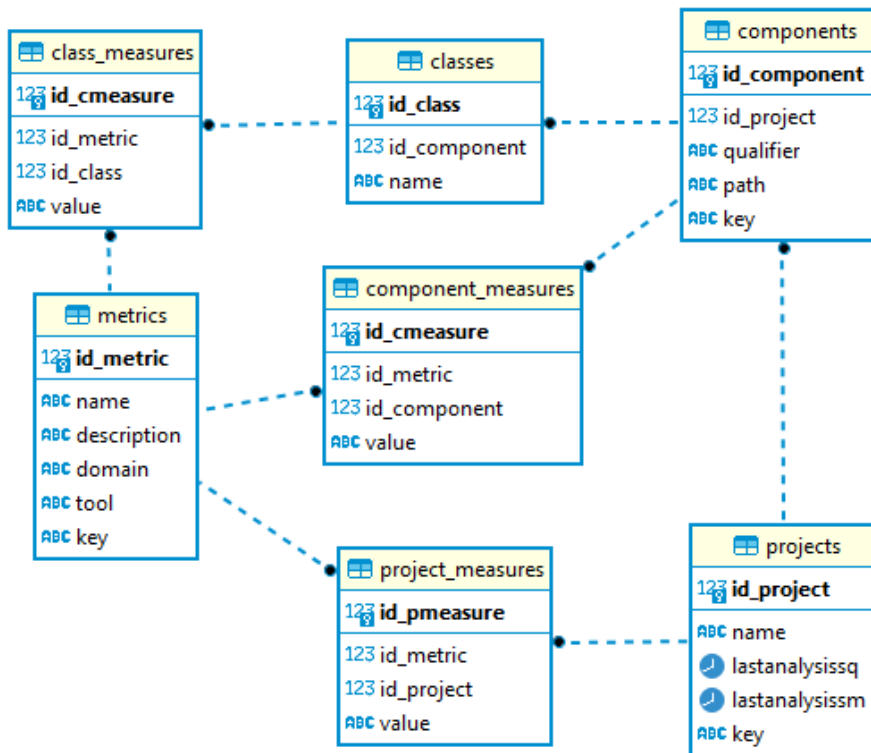 class_measures
123 id_cmeasure
123 id_metric
123 id_class
ABC value
classes
123 id_class
123 id_component
ABC name
components
123 id_component
123 id_project
ABC qualifier
ABC path
ABC key
metrics
123 id_metric
ABC name
ABC description
ABC domain
ABC tool
ABC key
component_measures
123 id_cmeasure
123 id_metric
123 id_component
ABC value
project_measures
123 id_pmeasure
123 id_metric
123 id_project
ABC value
projects
123 id_project
ABC name
lastanalysissq
lastanalysissm
ABC key